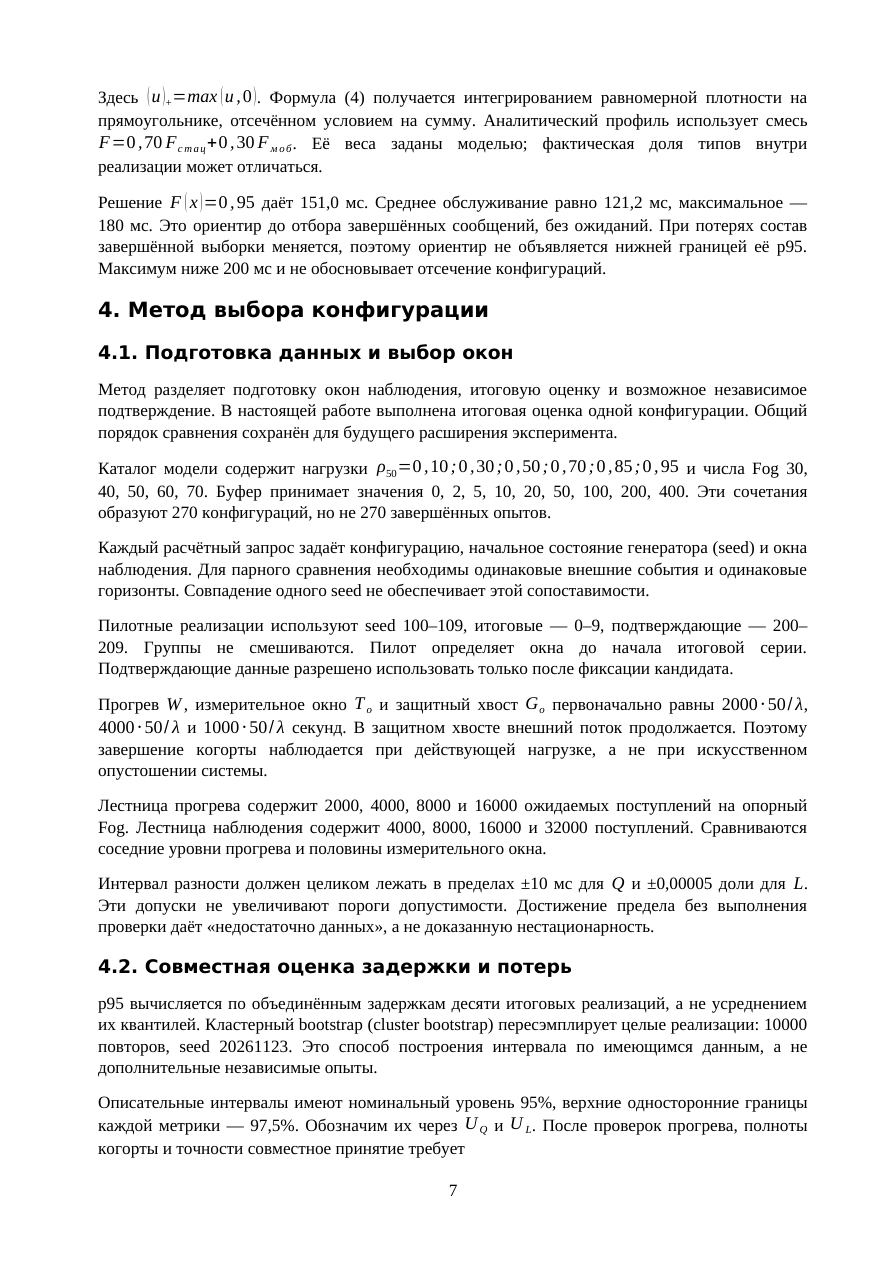 Здесь (u)₊=max(u,0). Формула (4) получается интегрированием равномерной плотности на
прямоугольнике, отсечённом условием на сумму. Аналитический профиль использует смесь
F=0,70 F_стац+0,30 F_моб. Её веса заданы моделью; фактическая доля типов внутри
реализации может отличаться.
Решение F(x)=0,95 даёт 151,0 мс. Среднее обслуживание равно 121,2 мс, максимальное —
180 мс. Это ориентир до отбора завершённых сообщений, без ожиданий. При потерях состав
завершённой выборки меняется, поэтому ориентир не объявляется нижней границей её p95.
Максимум ниже 200 мс и не обосновывает отсечение конфигураций.
4. Метод выбора конфигурации
4.1. Подготовка данных и выбор окон
Метод разделяет подготовку окон наблюдения, итоговую оценку и возможное независимое
подтверждение. В настоящей работе выполнена итоговая оценка одной конфигурации. Общий
порядок сравнения сохранён для будущего расширения эксперимента.
Каталог модели содержит нагрузки ρ₅₀=0,10;0,30;0,50;0,70;0,85;0,95 и числа Fog 30,
40, 50, 60, 70. Буфер принимает значения 0, 2, 5, 10, 20, 50, 100, 200, 400. Эти сочетания
образуют 270 конфигураций, но не 270 завершённых опытов.
Каждый расчётный запрос задаёт конфигурацию, начальное состояние генератора (seed) и окна
наблюдения. Для парного сравнения необходимы одинаковые внешние события и одинаковые
горизонты. Совпадение одного seed не обеспечивает этой сопоставимости.
Пилотные реализации используют seed 100–109, итоговые — 0–9, подтверждающие — 200–
209. Группы не смешиваются. Пилот определяет окна до начала итоговой серии.
Подтверждающие данные разрешено использовать только после фиксации кандидата.
Прогрев W, измерительное окно T_o и защитный хвост G_o первоначально равны 2000·50/λ,
4000·50/λ и 1000·50/λ секунд. В защитном хвосте внешний поток продолжается. Поэтому
завершение когорты наблюдается при действующей нагрузке, а не при искусственном
опустошении системы.
Лестница прогрева содержит 2000, 4000, 8000 и 16000 ожидаемых поступлений на опорный
Fog. Лестница наблюдения содержит 4000, 8000, 16000 и 32000 поступлений. Сравниваются
соседние уровни прогрева и половины измерительного окна.
Интервал разности должен целиком лежать в пределах ±10 мс для Q и ±0,00005 доли для L.
Эти допуски не увеличивают пороги допустимости. Достижение предела без выполнения
проверки даёт «недостаточно данных», а не доказанную нестационарность.
4.2. Совместная оценка задержки и потерь
p95 вычисляется по объединённым задержкам десяти итоговых реализаций, а не усреднением
их квантилей. Кластерный bootstrap (cluster bootstrap) пересэмплирует целые реализации: 10000
повторов, seed 20261123. Это способ построения интервала по имеющимся данным, а не
дополнительные независимые опыты.
Описательные интервалы имеют номинальный уровень 95%, верхние односторонние границы
каждой метрики — 97,5%. Обозначим их через U_Q и U_L. После проверок прогрева, полноты
когорты и точности совместное принятие требует
7